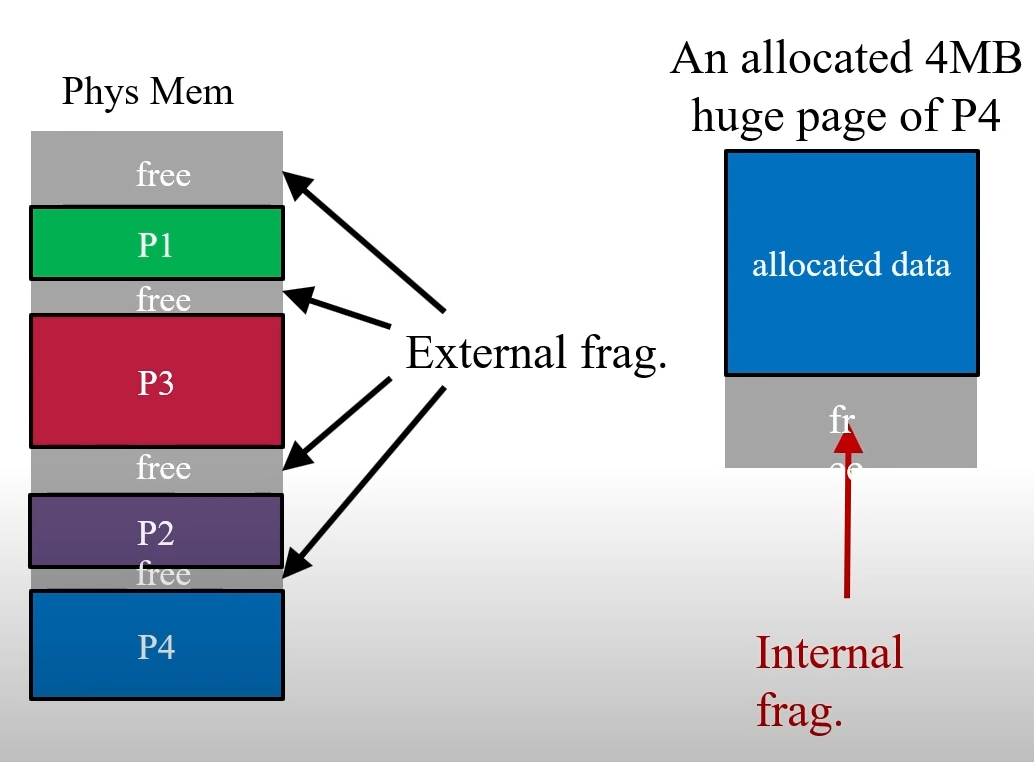 Phys Mem
free
P1
free
P3
free
P2
free
P4
External frag.
An allocated 4MB
huge page of P4
allocated data
fr
ee
Internal
frag.